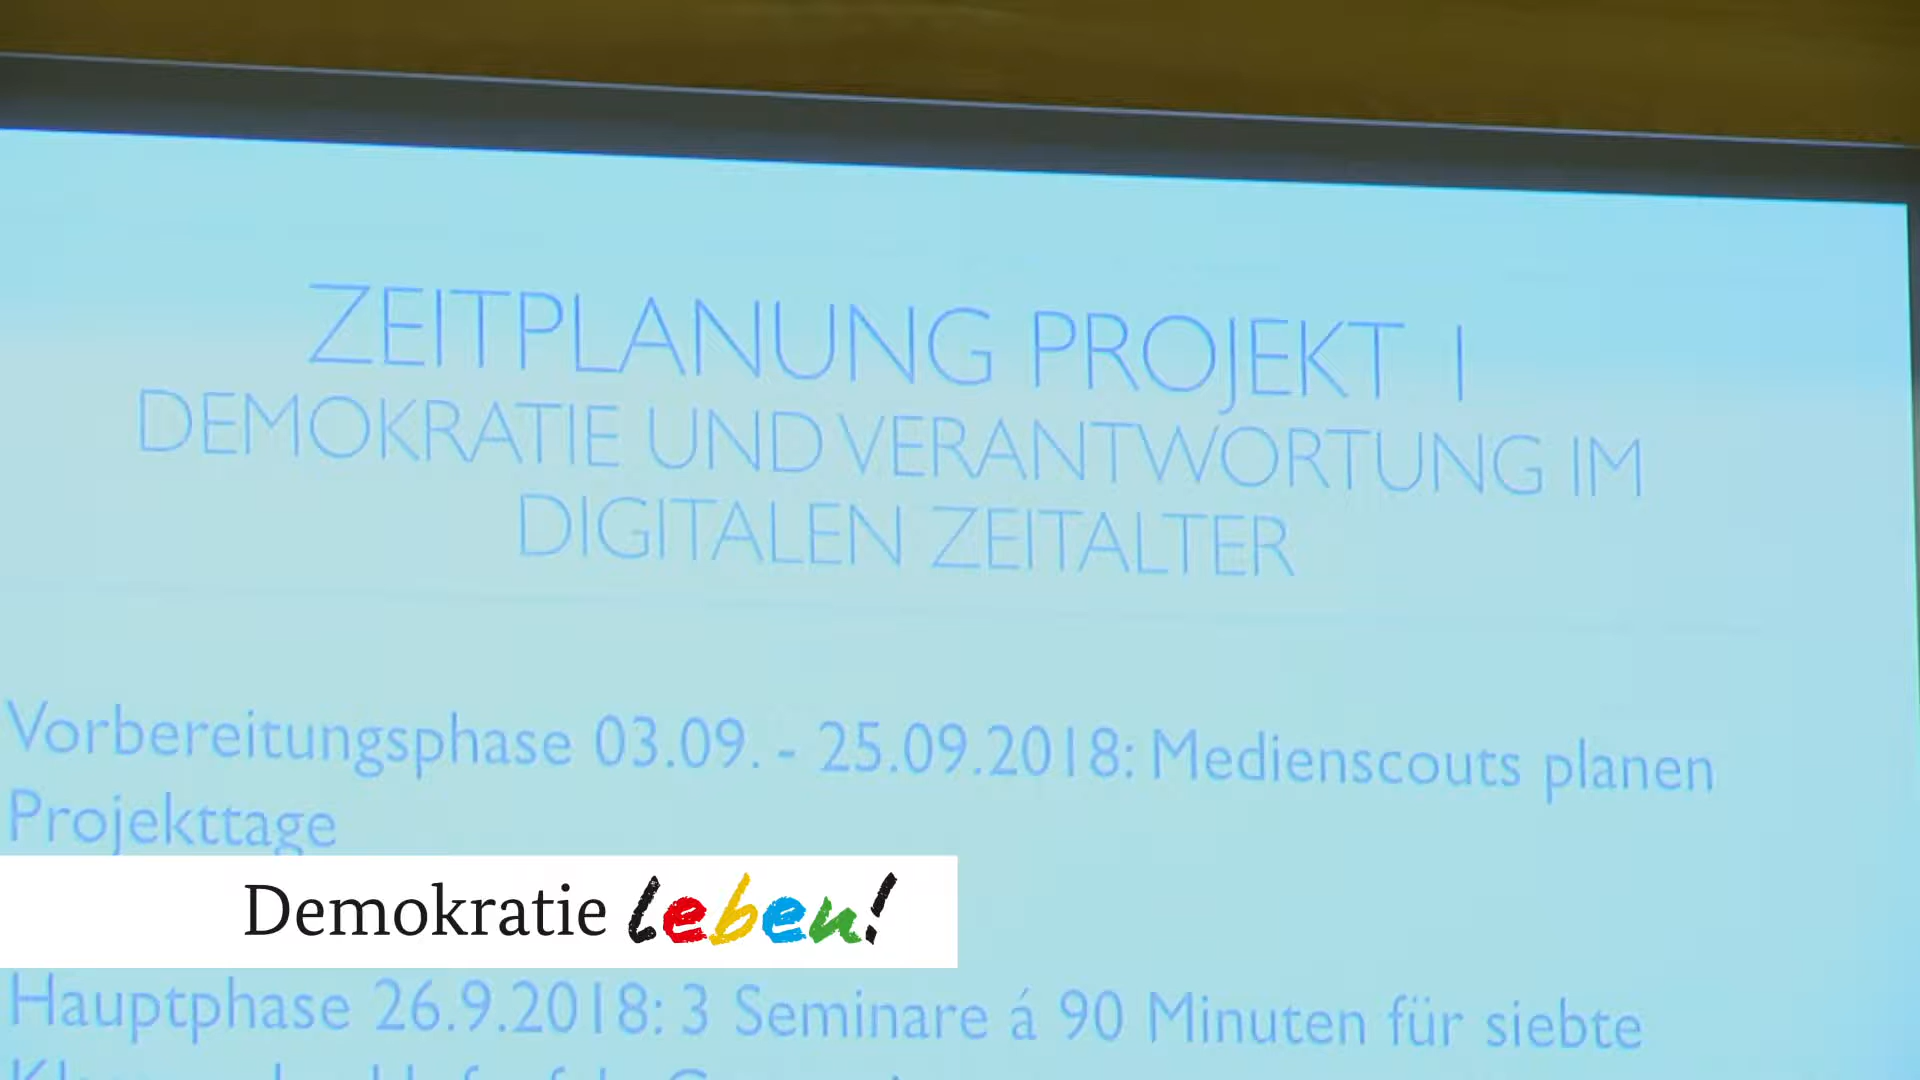 ZEITPLANUNG PROJEKT I
DEMOKRATIE UND VERANTWORTUNG IM
DIGITALEN ZEITALTER
Vorbereitungsphase 03.09. - 25.09.2018: Medienscouts planen
Projekttage
Demokratie leben!
Hauptphase 26.9.2018: 3 Seminare á 90 Minuten für siebte